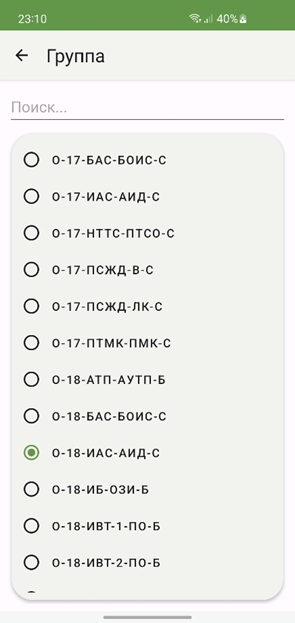 23:10
40%
Группа
Поиск...
О-17-БАС-БОИС-С
О-17-ИАС-АИД-С
О-17-НТТС-ПТСО-С
О-17-ПСЖД-В-С
О-17-ПСЖД-ЛК-С
О-17-ПТМК-ПМК-С
О-18-АТП-АУТП-Б
О-18-БАС-БОИС-С
О-18-ИАС-АИД-С
О-18-ИБ-ОЗИ-Б
О-18-ИВТ-1-ПО-Б
О-18-ИВТ-2-ПО-Б